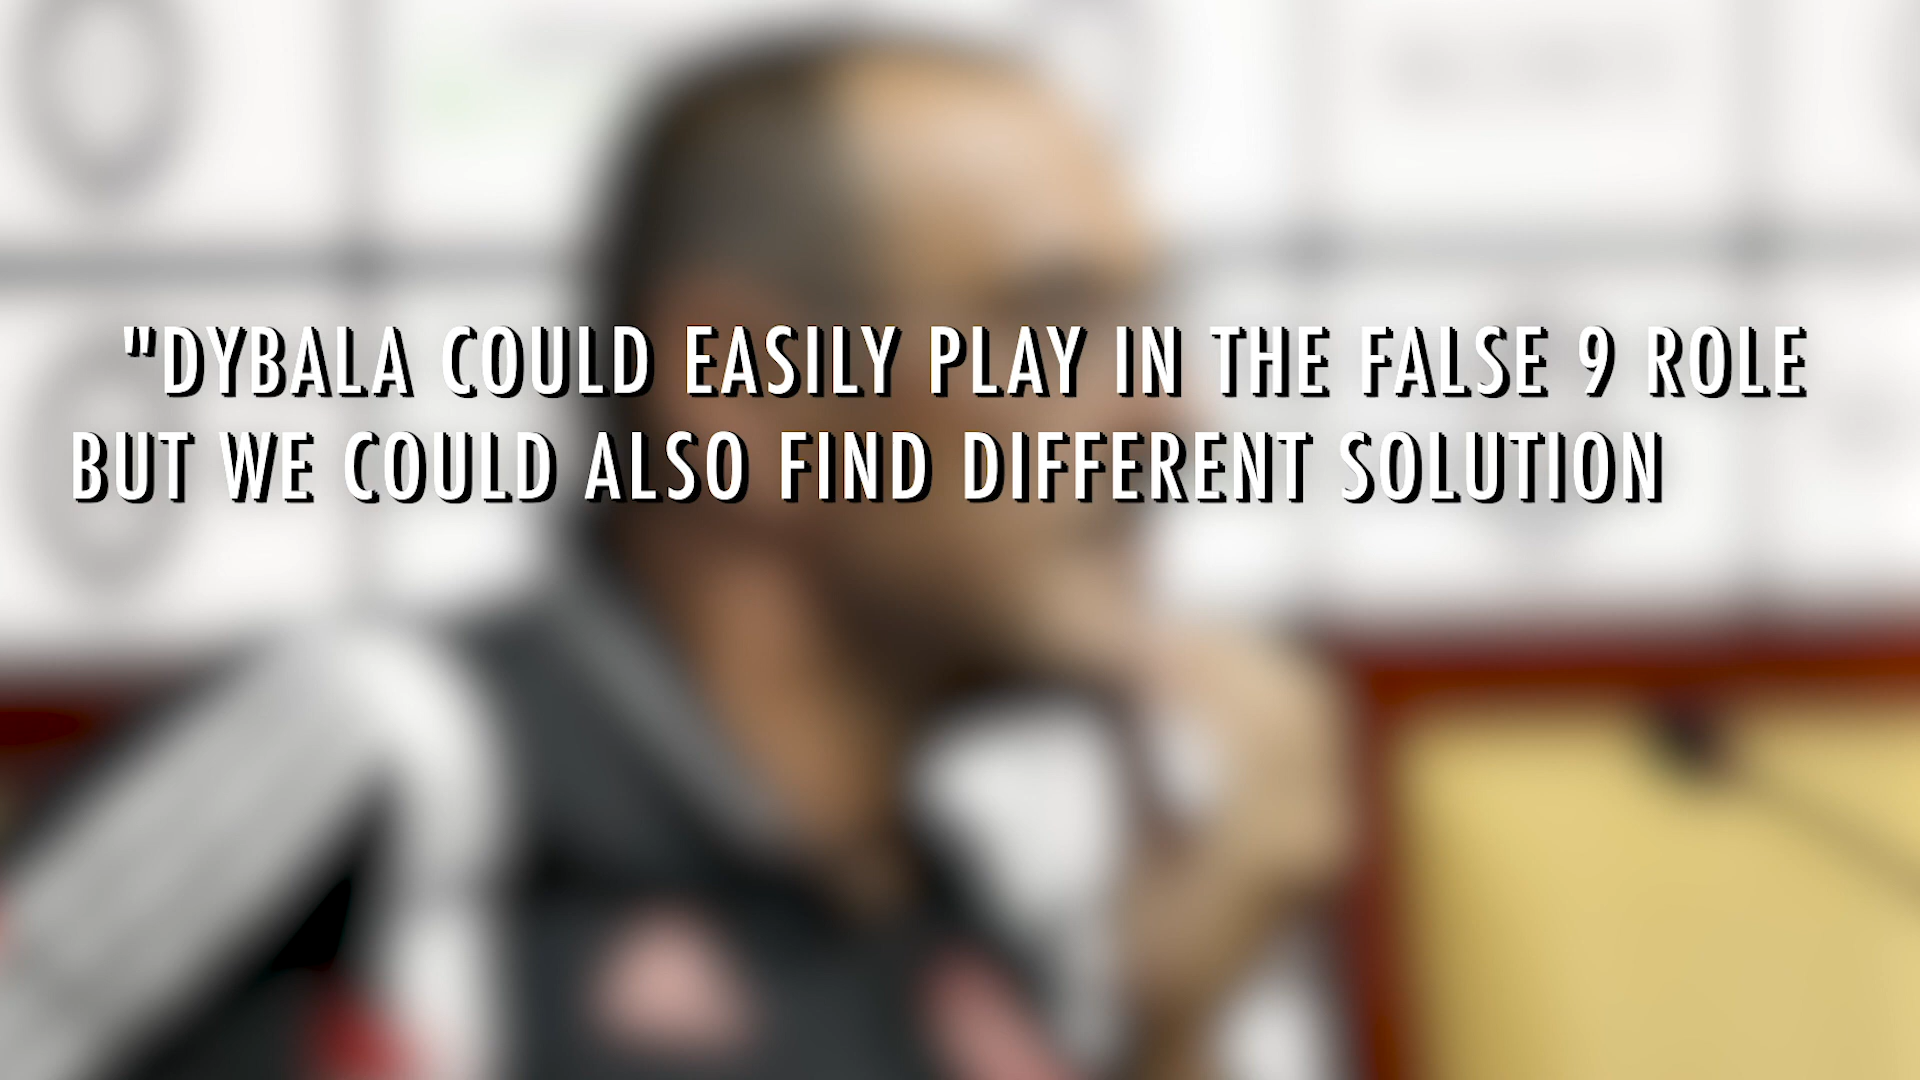 "DYBALA COULD EASILY PLAY IN THE FALSE 9 ROLE
BUT WE COULD ALSO FIND DIFFERENT SOLUTION